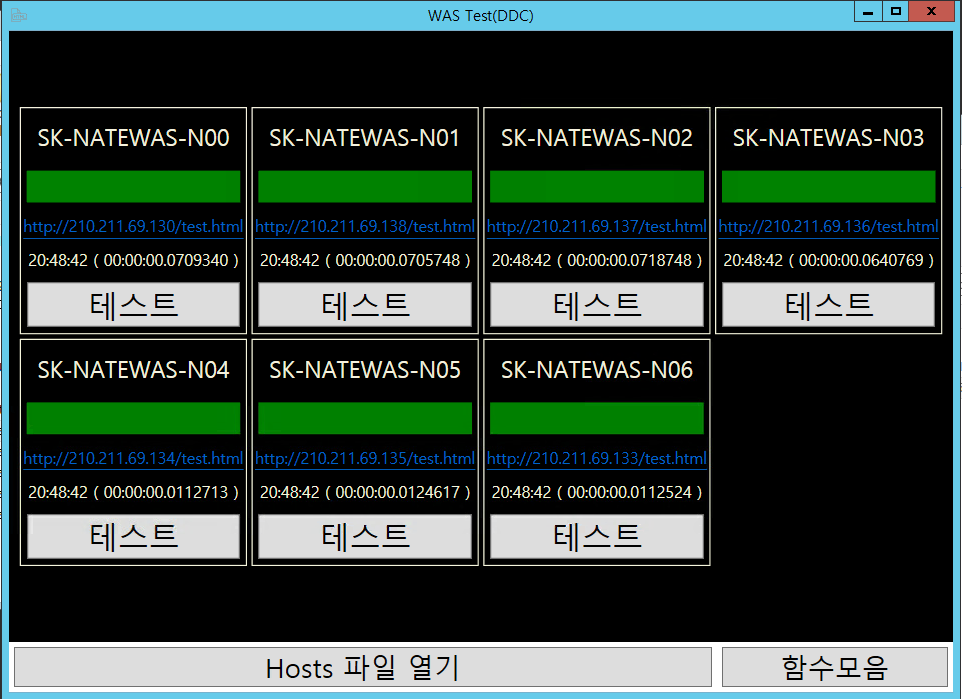 WAS Test(DDC)
SK-NATEWAS-N00 SK-NATEWAS-N01 SK-NATEWAS-N02 SK-NATEWAS-N03
http://210.211.69.130/test.html http://210.211.69.138/test.html http://210.211.69.137/test.html http://210.211.69.136/test.html
20:48:42 ( 00:00:00.0709340 ) 20:48:42 ( 00:00:00.0705748 ) 20:48:42 ( 00:00:00.0718748 ) 20:48:42 ( 00:00:00.0640769 )
테스트 테스트 테스트 테스트
SK-NATEWAS-N04 SK-NATEWAS-N05 SK-NATEWAS-N06
http://210.211.69.134/test.html http://210.211.69.135/test.html http://210.211.69.133/test.html
20:48:42 ( 00:00:00.0112713 ) 20:48:42 ( 00:00:00.0124617 ) 20:48:42 ( 00:00:00.0112524 )
테스트 테스트 테스트
Hosts 파일 열기 함수모음